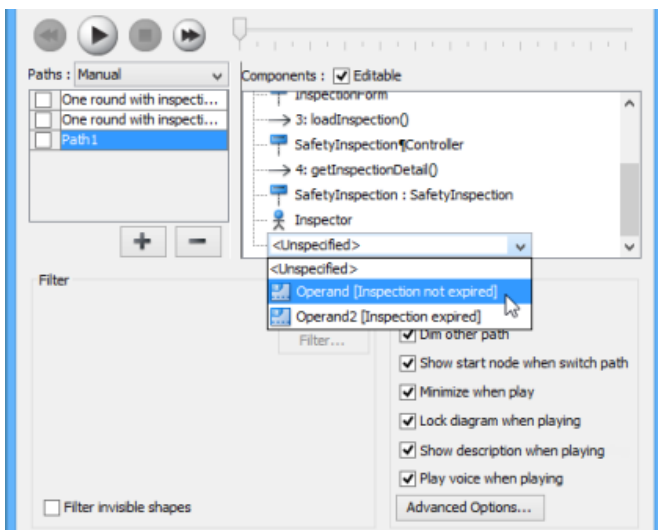 Paths : Manual
Components : Editable
One round with inspecti...
One round with inspecti...
Path1
InspectionForm
3: loadInspection()
SafetyInspection¶Controller
4: getInspectionDetail()
SafetyInspection : SafetyInspection
Inspector
<Unspecified>
<Unspecified>
Operand [Inspection not expired]
Operand2 [Inspection expired]
Filter
Filter...
Filter invisible shapes
Dim other path
Show start node when switch path
Minimize when play
Lock diagram when playing
Show description when playing
Play voice when playing
Advanced Options...